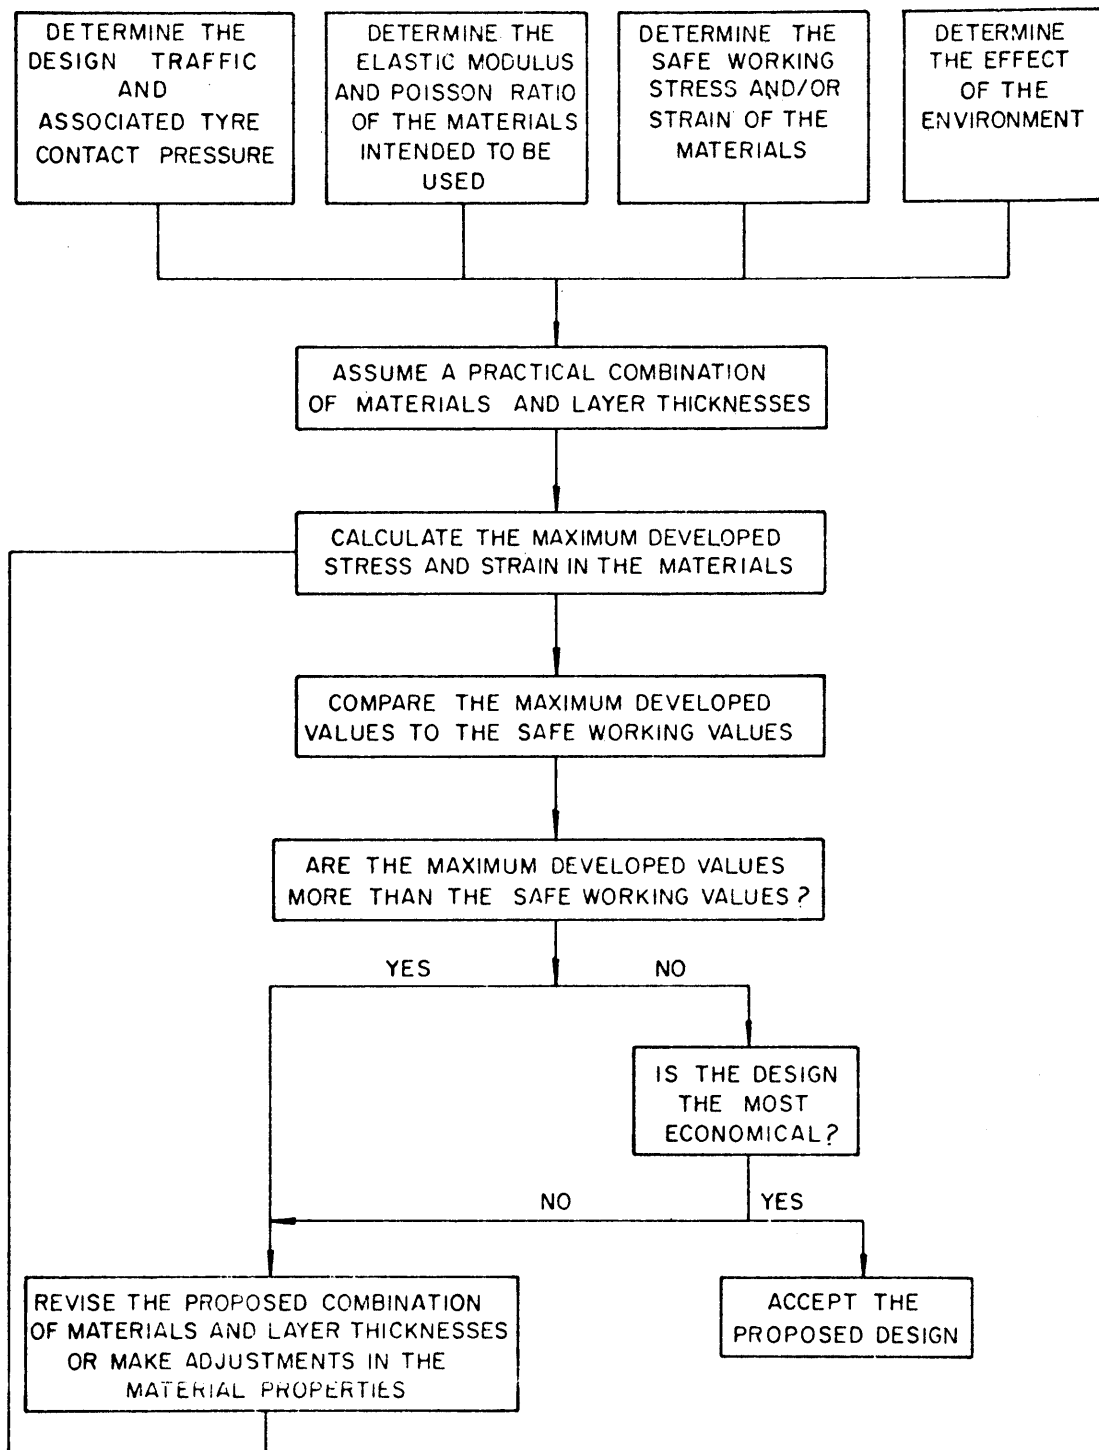 DETERMINE THE
DESIGN TRAFFIC
AND
ASSOCIATED TYRE
CONTACT PRESSURE
DETERMINE THE
ELASTIC MODULUS
AND POISSON RATIO
OF THE MATERIALS
INTENDED TO BE
USED
DETERMINE THE
SAFE WORKING
STRESS AND/OR
STRAIN OF THE
MATERIALS
DETERMINE
THE EFFECT
OF THE
ENVIRONMENT
ASSUME A PRACTICAL COMBINATION
OF MATERIALS AND LAYER THICKNESSES
CALCULATE THE MAXIMUM DEVELOPED
STRESS AND STRAIN IN THE MATERIALS
COMPARE THE MAXIMUM DEVELOPED
VALUES TO THE SAFE WORKING VALUES
ARE THE MAXIMUM DEVELOPED VALUES
MORE THAN THE SAFE WORKING VALUES?
YES
NO
IS THE DESIGN
THE MOST
ECONOMICAL?
NO
YES
REVISE THE PROPOSED COMBINATION
OF MATERIALS AND LAYER THICKNESSES
OR MAKE ADJUSTMENTS IN THE
MATERIAL PROPERTIES
ACCEPT THE
PROPOSED DESIGN